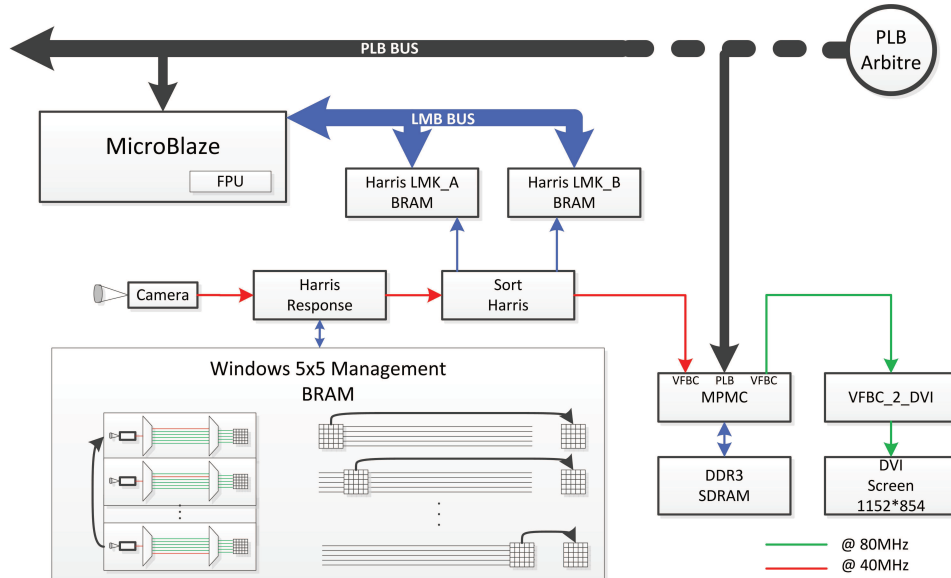 PLB BUS
PLB
Arbitre
MicroBlaze
FPU
LMB BUS
Harris LMK_A
BRAM
Harris LMK_B
BRAM
Camera
Harris
Response
Sort
Harris
Windows 5x5 Management
BRAM
VFBC PLB VFBC
MPMC
VFBC_2_DVI
DDR3
SDRAM
DVI
Screen
1152*854
@ 80MHz
@ 40MHz